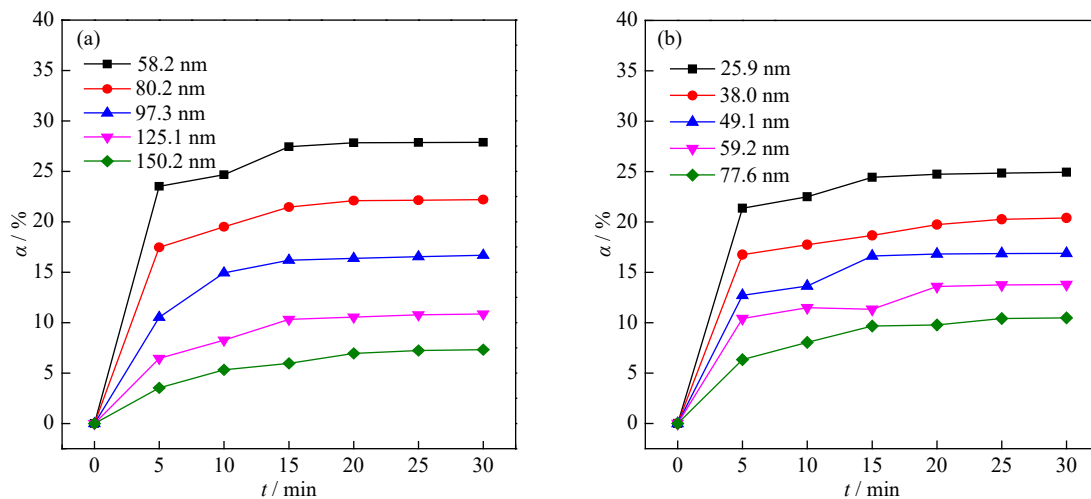 (a)
58.2 nm
80.2 nm
97.3 nm
125.1 nm
150.2 nm
40
35
30
25
20
15
10
5
0
α / %
0 5 10 15 20 25 30
t / min
(b)
25.9 nm
38.0 nm
49.1 nm
59.2 nm
77.6 nm
40
35
30
25
20
15
10
5
0
α / %
0 5 10 15 20 25 30
t / min